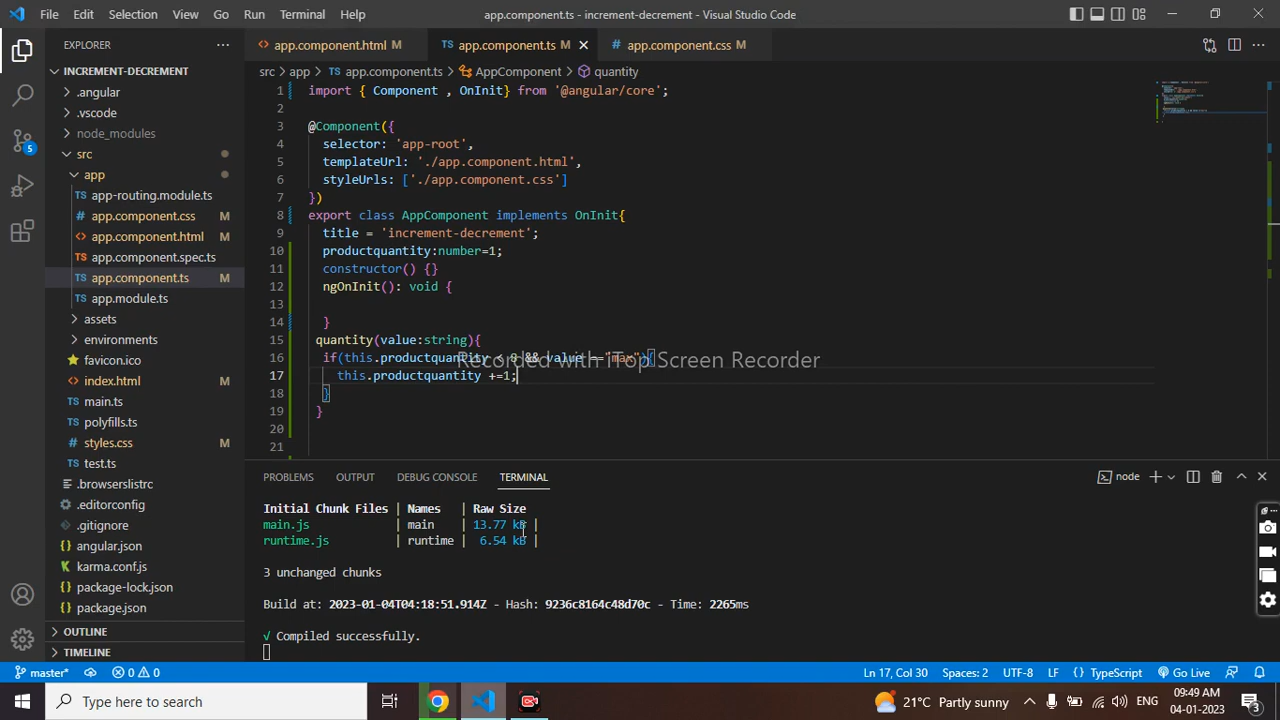 File Edit Selection View Go Run Terminal Help
app.component.ts - increment-decrement - Visual Studio Code
EXPLORER
INCREMENT-DECREMENT
.angular
.vscode
node_modules
src
app
app-routing.module.ts
app.component.css M
app.component.html M
app.component.spec.ts
app.component.ts M
app.module.ts
assets
environments
favicon.ico
index.html M
main.ts
polyfills.ts
styles.css M
test.ts
.browserslistrc
.editorconfig
.gitignore
angular.json
karma.conf.js
package-lock.json
package.json
OUTLINE
TIMELINE
app.component.html M app.component.ts M app.component.css M
src > app > app.component.ts > AppComponent > quantity
1 import { Component , OnInit} from '@angular/core';
2
3 @Component({
4 selector: 'app-root',
5 templateUrl: './app.component.html',
6 styleUrls: ['./app.component.css']
7 })
8 export class AppComponent implements OnInit{
9 title = 'increment-decrement';
10 productquantity:number=1;
11 constructor() {}
12 ngOnInit(): void {
13
14 }
15 quantity(value:string){
16 if(this.productquantity < 8 && value =="max"){
17 this.productquantity +=1;
18 }
19 }
20
21
Recorded with iTop Screen Recorder
PROBLEMS OUTPUT DEBUG CONSOLE TERMINAL
node
Initial Chunk Files | Names | Raw Size
main.js | main | 13.77 kB |
runtime.js | runtime | 6.54 kB |
3 unchanged chunks
Build at: 2023-01-04T04:18:51.914Z - Hash: 9236c8164c48d70c - Time: 2265ms
√ Compiled successfully.
master* 0 0 Ln 17, Col 30 Spaces: 2 UTF-8 LF {} TypeScript Go Live
Type here to search
21°C Partly sunny ENG
09:49 AM
04-01-2023
3
5